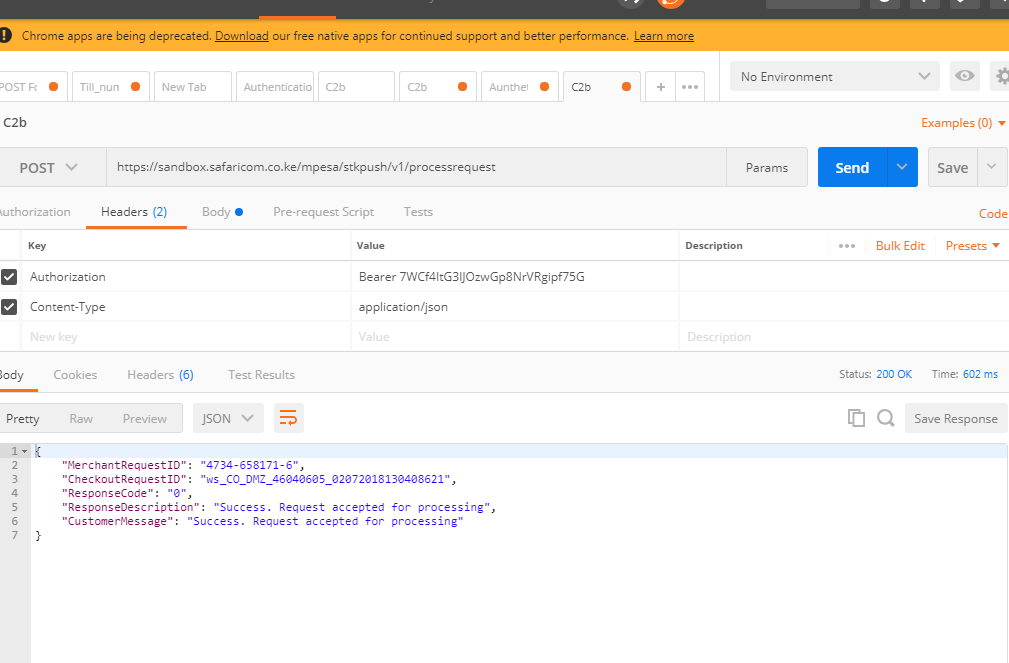 Chrome apps are being deprecated. Download our free native apps for continued support and better performance. Learn more
POST Fo Till_num New Tab Authenticatio C2b C2b Aunthe C2b + ••• No Environment
C2b Examples (0)
POST https://sandbox.safaricom.co.ke/mpesa/stkpush/v1/processrequest Params Send Save
Authorization Headers (2) Body Pre-request Script Tests Code
Key Value Description ••• Bulk Edit Presets
Authorization Bearer 7WCf4ItG3IJOzwGp8NrVRgipf75G
Content-Type application/json
New key Value Description
Body Cookies Headers (6) Test Results Status: 200 OK Time: 602 ms
Pretty Raw Preview JSON Save Response
1 {
2 "MerchantRequestID": "4734-658171-6",
3 "CheckoutRequestID": "ws_CO_DMZ_46040605_02072018130408621",
4 "ResponseCode": "0",
5 "ResponseDescription": "Success. Request accepted for processing",
6 "CustomerMessage": "Success. Request accepted for processing"
7 }